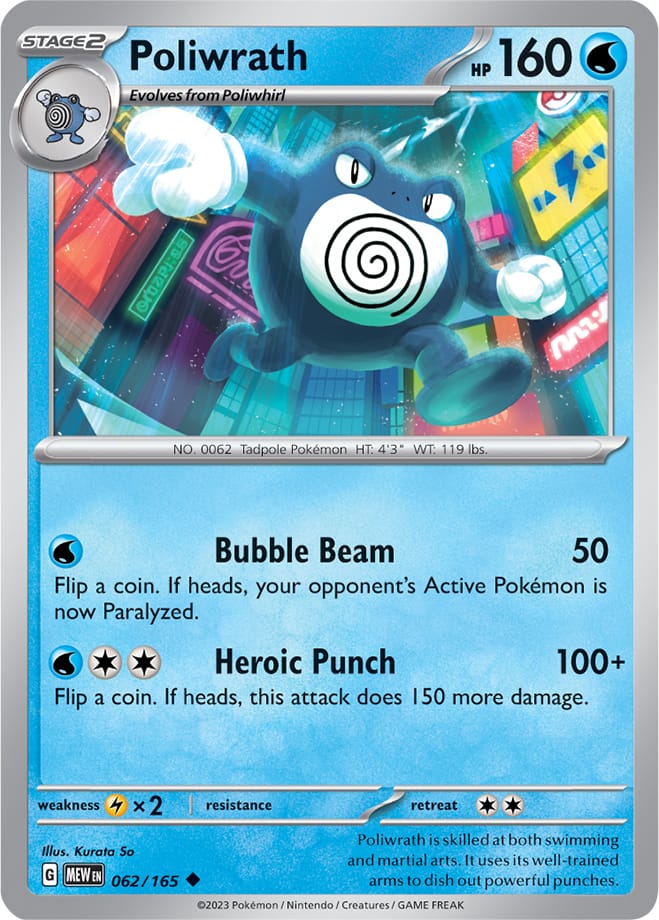 STAGE2
Poliwrath
HP 160
Evolves from Poliwhirl
NO. 0062 Tadpole Pokémon HT: 4'3" WT: 119 lbs.
Bubble Beam 50
Flip a coin. If heads, your opponent's Active Pokémon is
now Paralyzed.
Heroic Punch 100+
Flip a coin. If heads, this attack does 150 more damage.
weakness ×2 resistance retreat
Illus. Kurata So
G MEW EN 062/165
Poliwrath is skilled at both swimming
and martial arts. It uses its well-trained
arms to dish out powerful punches.
©2023 Pokémon / Nintendo / Creatures / GAME FREAK